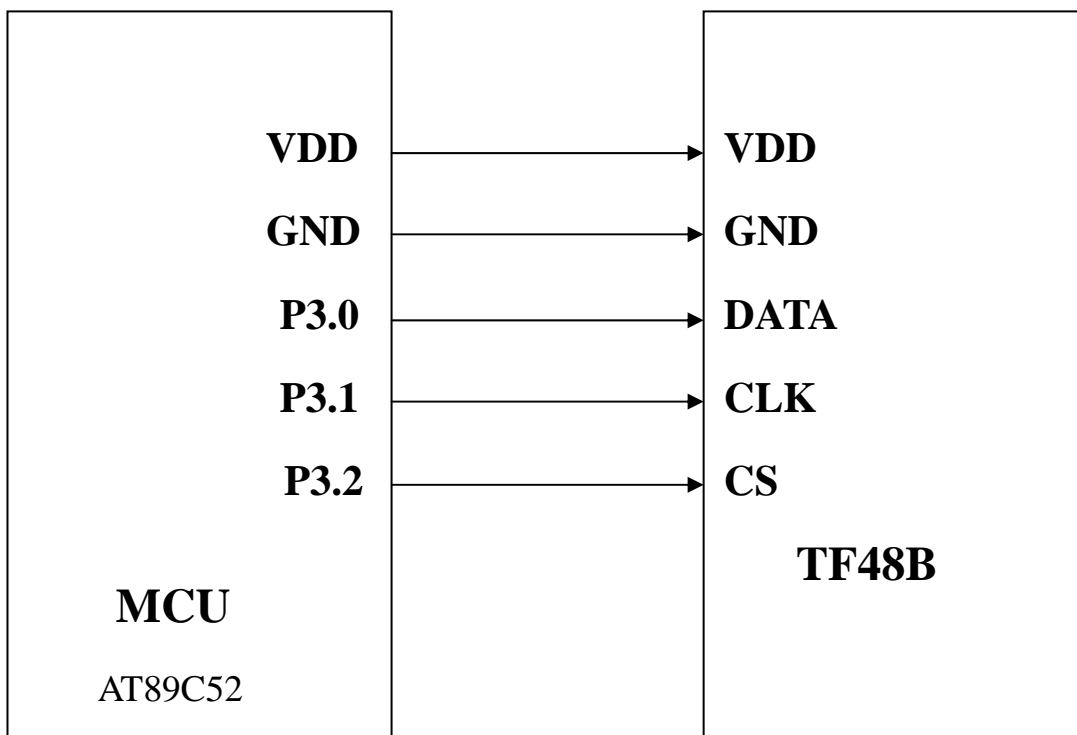 VDD VDD
GND GND
P3.0 DATA
P3.1 CLK
P3.2 CS
TF48B
MCU
AT89C52